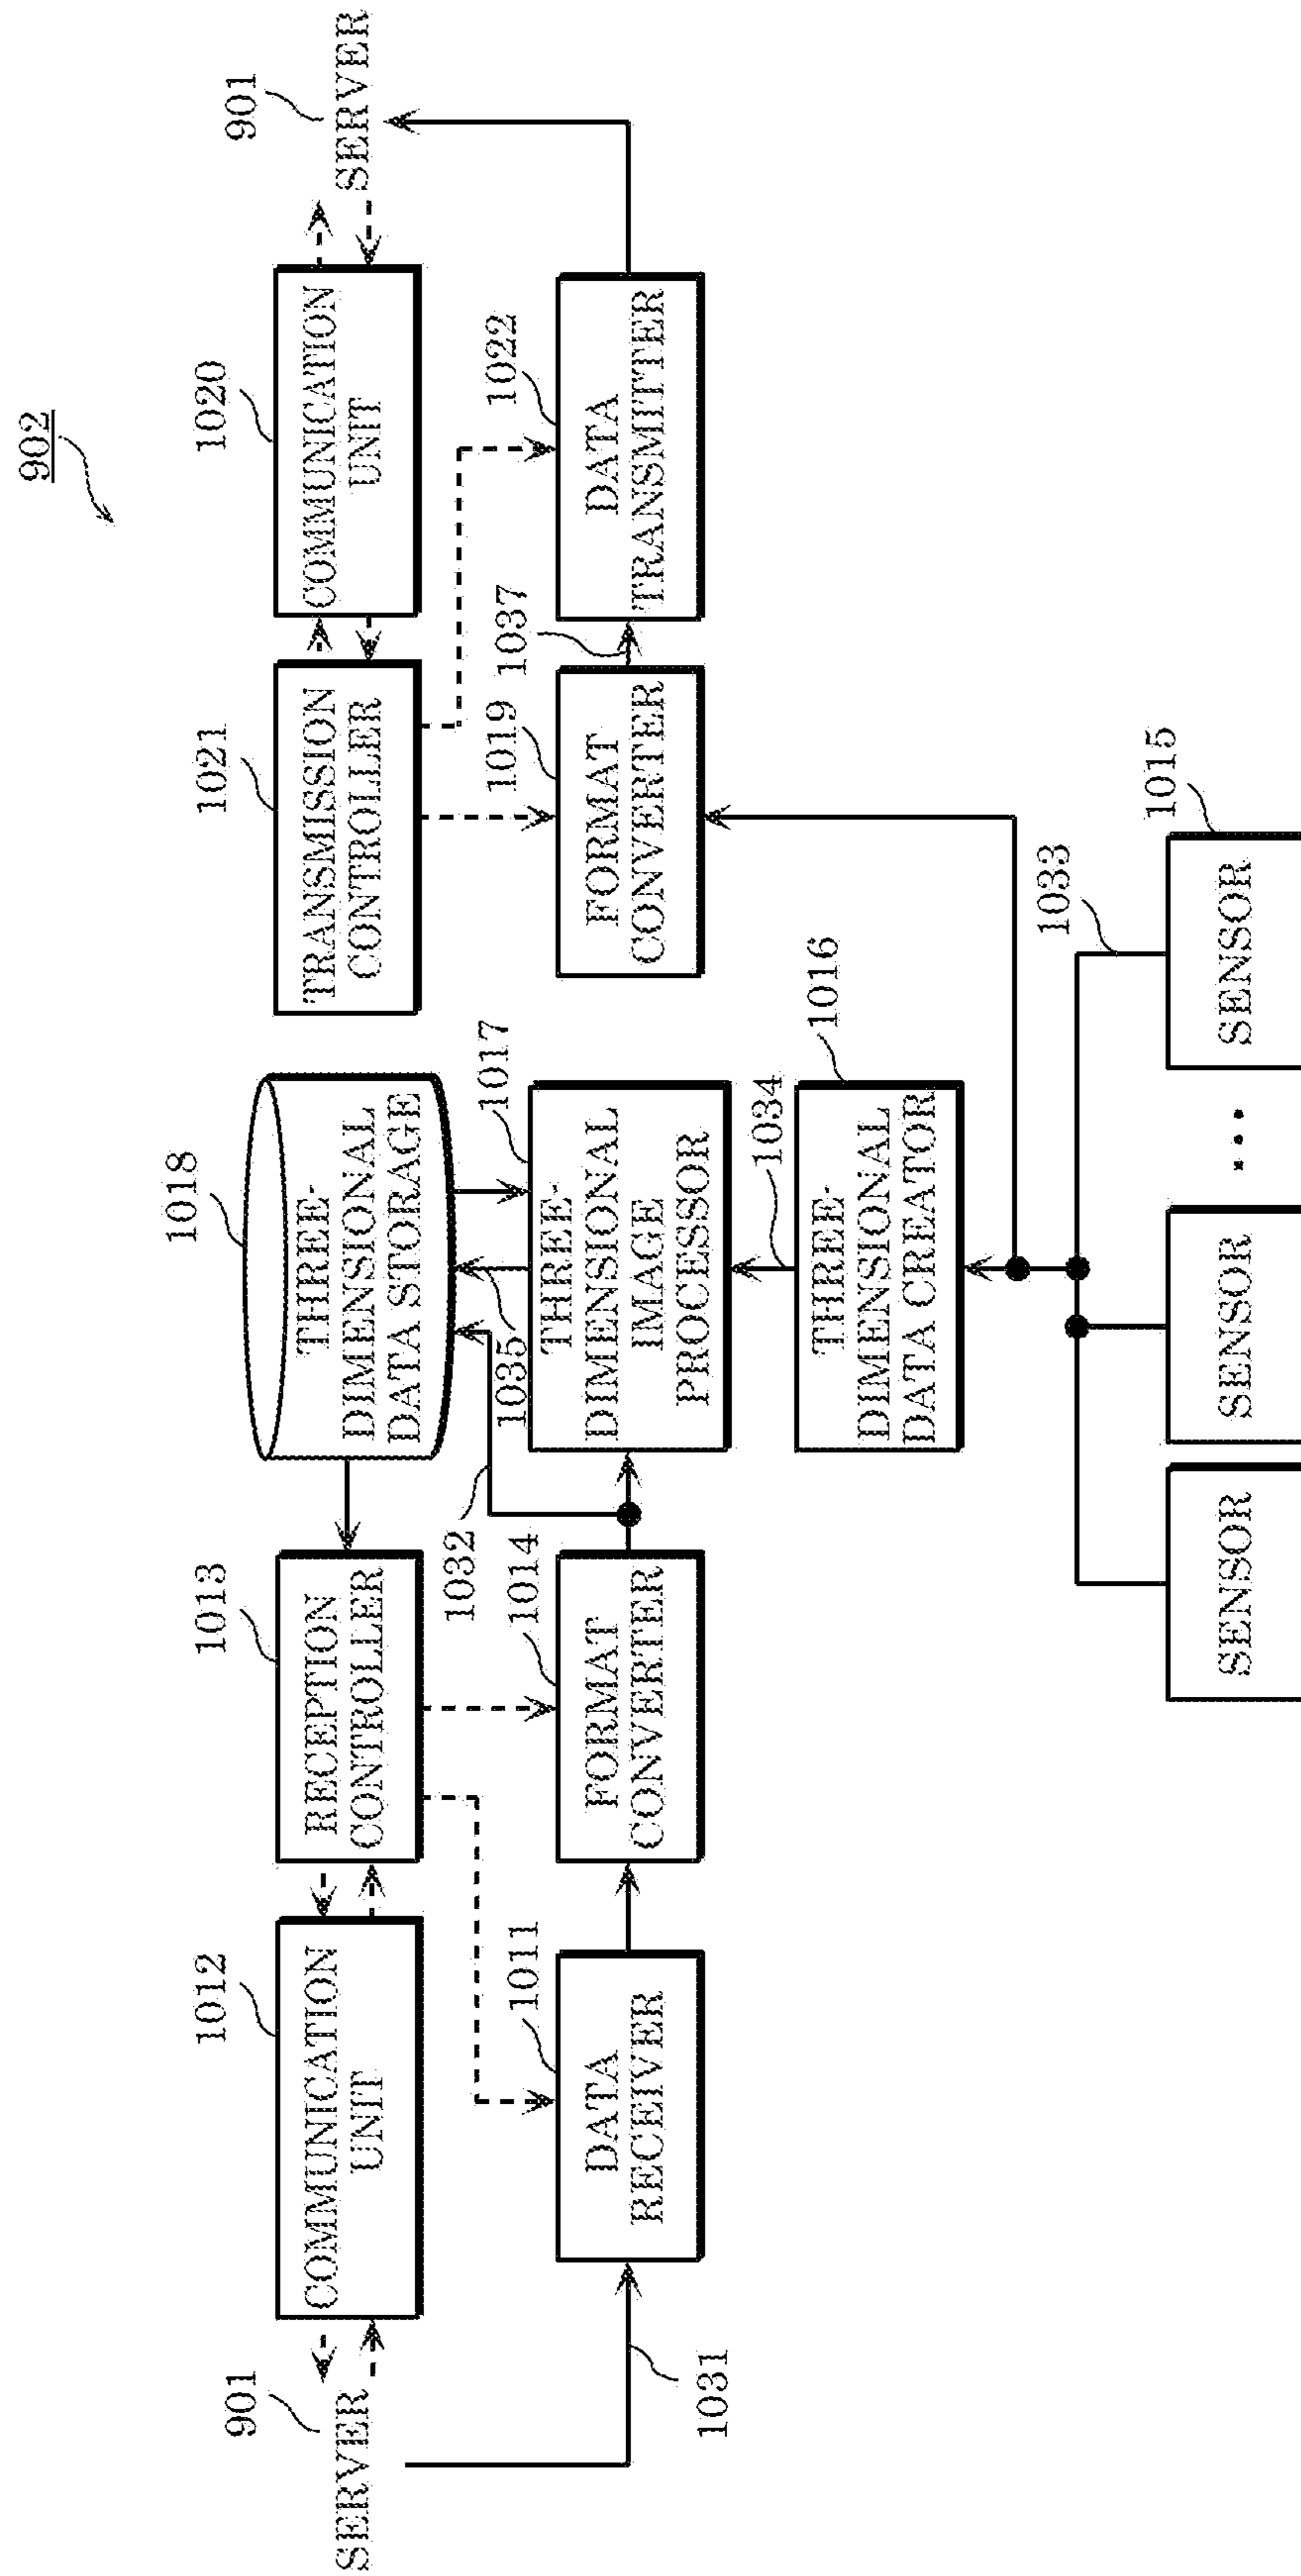 902
901
SERVER
1012
COMMUNICATION
UNIT
1013
RECEPTION
CONTROLLER
1018
THREE-
DIMENSIONAL
DATA STORAGE
1021
TRANSMISSION
CONTROLLER
1020
COMMUNICATION
UNIT
901
SERVER
1031
1011
DATA
RECEIVER
1014
FORMAT
CONVERTER
1032
1035
1017
THREE-
DIMENSIONAL
IMAGE
PROCESSOR
1019
FORMAT
CONVERTER
1037
1022
DATA
TRANSMITTER
1034
1016
THREE-
DIMENSIONAL
DATA CREATOR
1033
1015
SENSOR
SENSOR
...
SENSOR